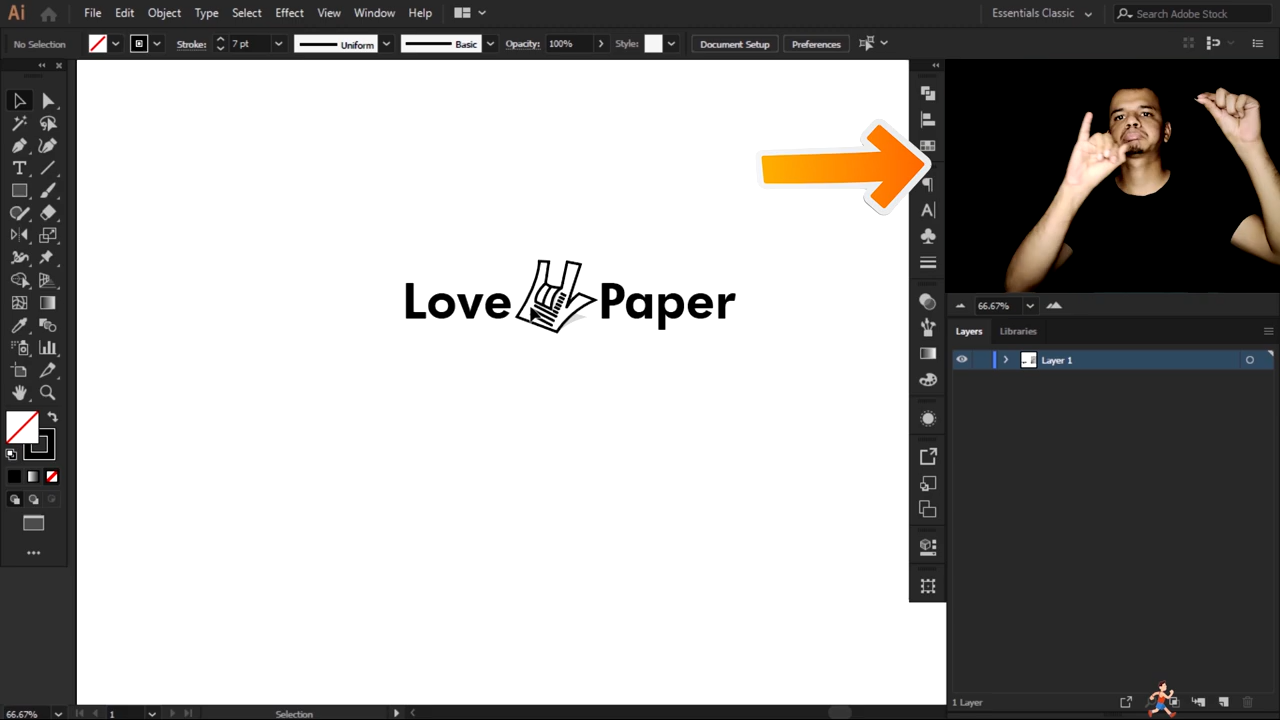 Ai File Edit Object Type Select Effect View Window Help Essentials Classic Search Adobe Stock
No Selection Stroke: 7 pt Uniform Basic Opacity: 100% Style: Document Setup Preferences
Love Paper
66.67%
Layers Libraries
Layer 1
1 Layer
66.67% 1 Selection